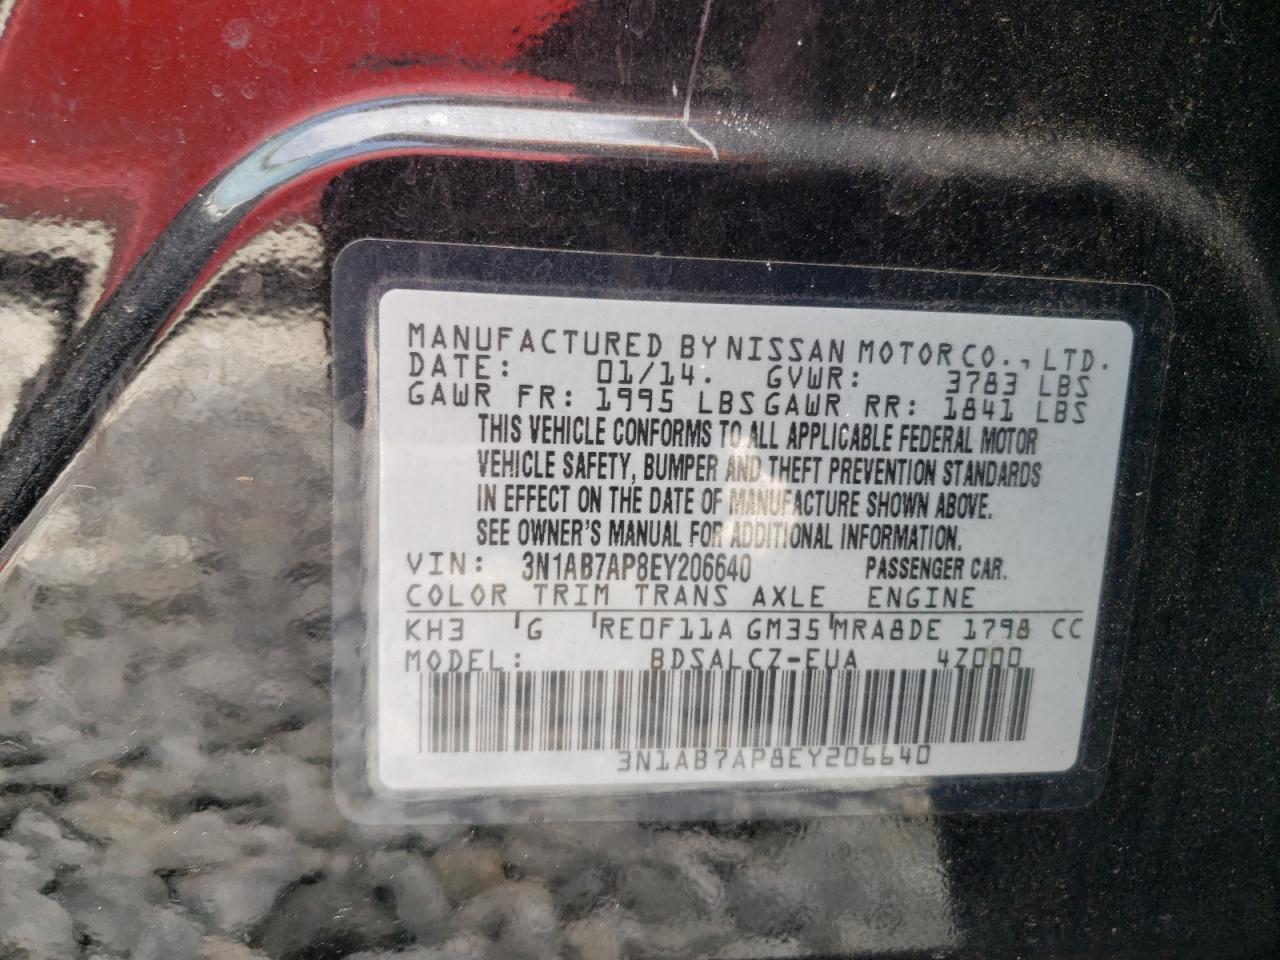 MANUFACTURED BY NISSAN MOTOR CO., LTD.
DATE: 01/14. GVWR: 3783 LBS
GAWR FR: 1995 LBS GAWR RR: 1841 LBS
THIS VEHICLE CONFORMS TO ALL APPLICABLE FEDERAL MOTOR
VEHICLE SAFETY, BUMPER AND THEFT PREVENTION STANDARDS
IN EFFECT ON THE DATE OF MANUFACTURE SHOWN ABOVE.
SEE OWNER'S MANUAL FOR ADDITIONAL INFORMATION.
VIN: 3N1AB7AP8EY206640 PASSENGER CAR.
COLOR TRIM TRANS AXLE ENGINE
KH3 G RE0F11A GM35 MRA8DE 1798 CC
MODEL: BDSALCZ-EUA 4Z000
3N1AB7AP8EY206640